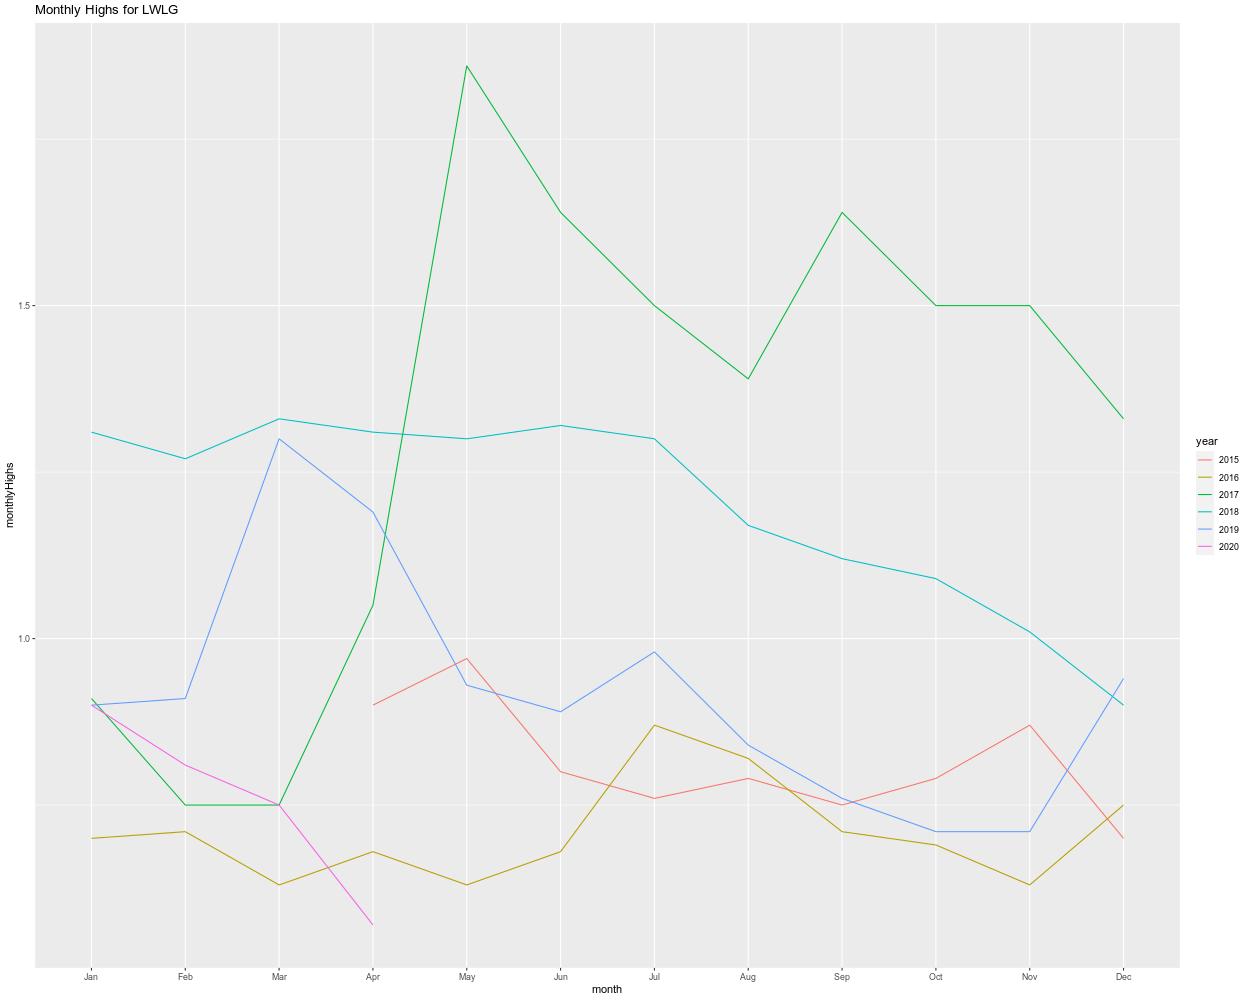 Monthly Highs for LWLG
monthlyHighs
1.5
1.0
Jan Feb Mar Apr May Jun Jul Aug Sep Oct Nov Dec
month
year
2015
2016
2017
2018
2019
2020